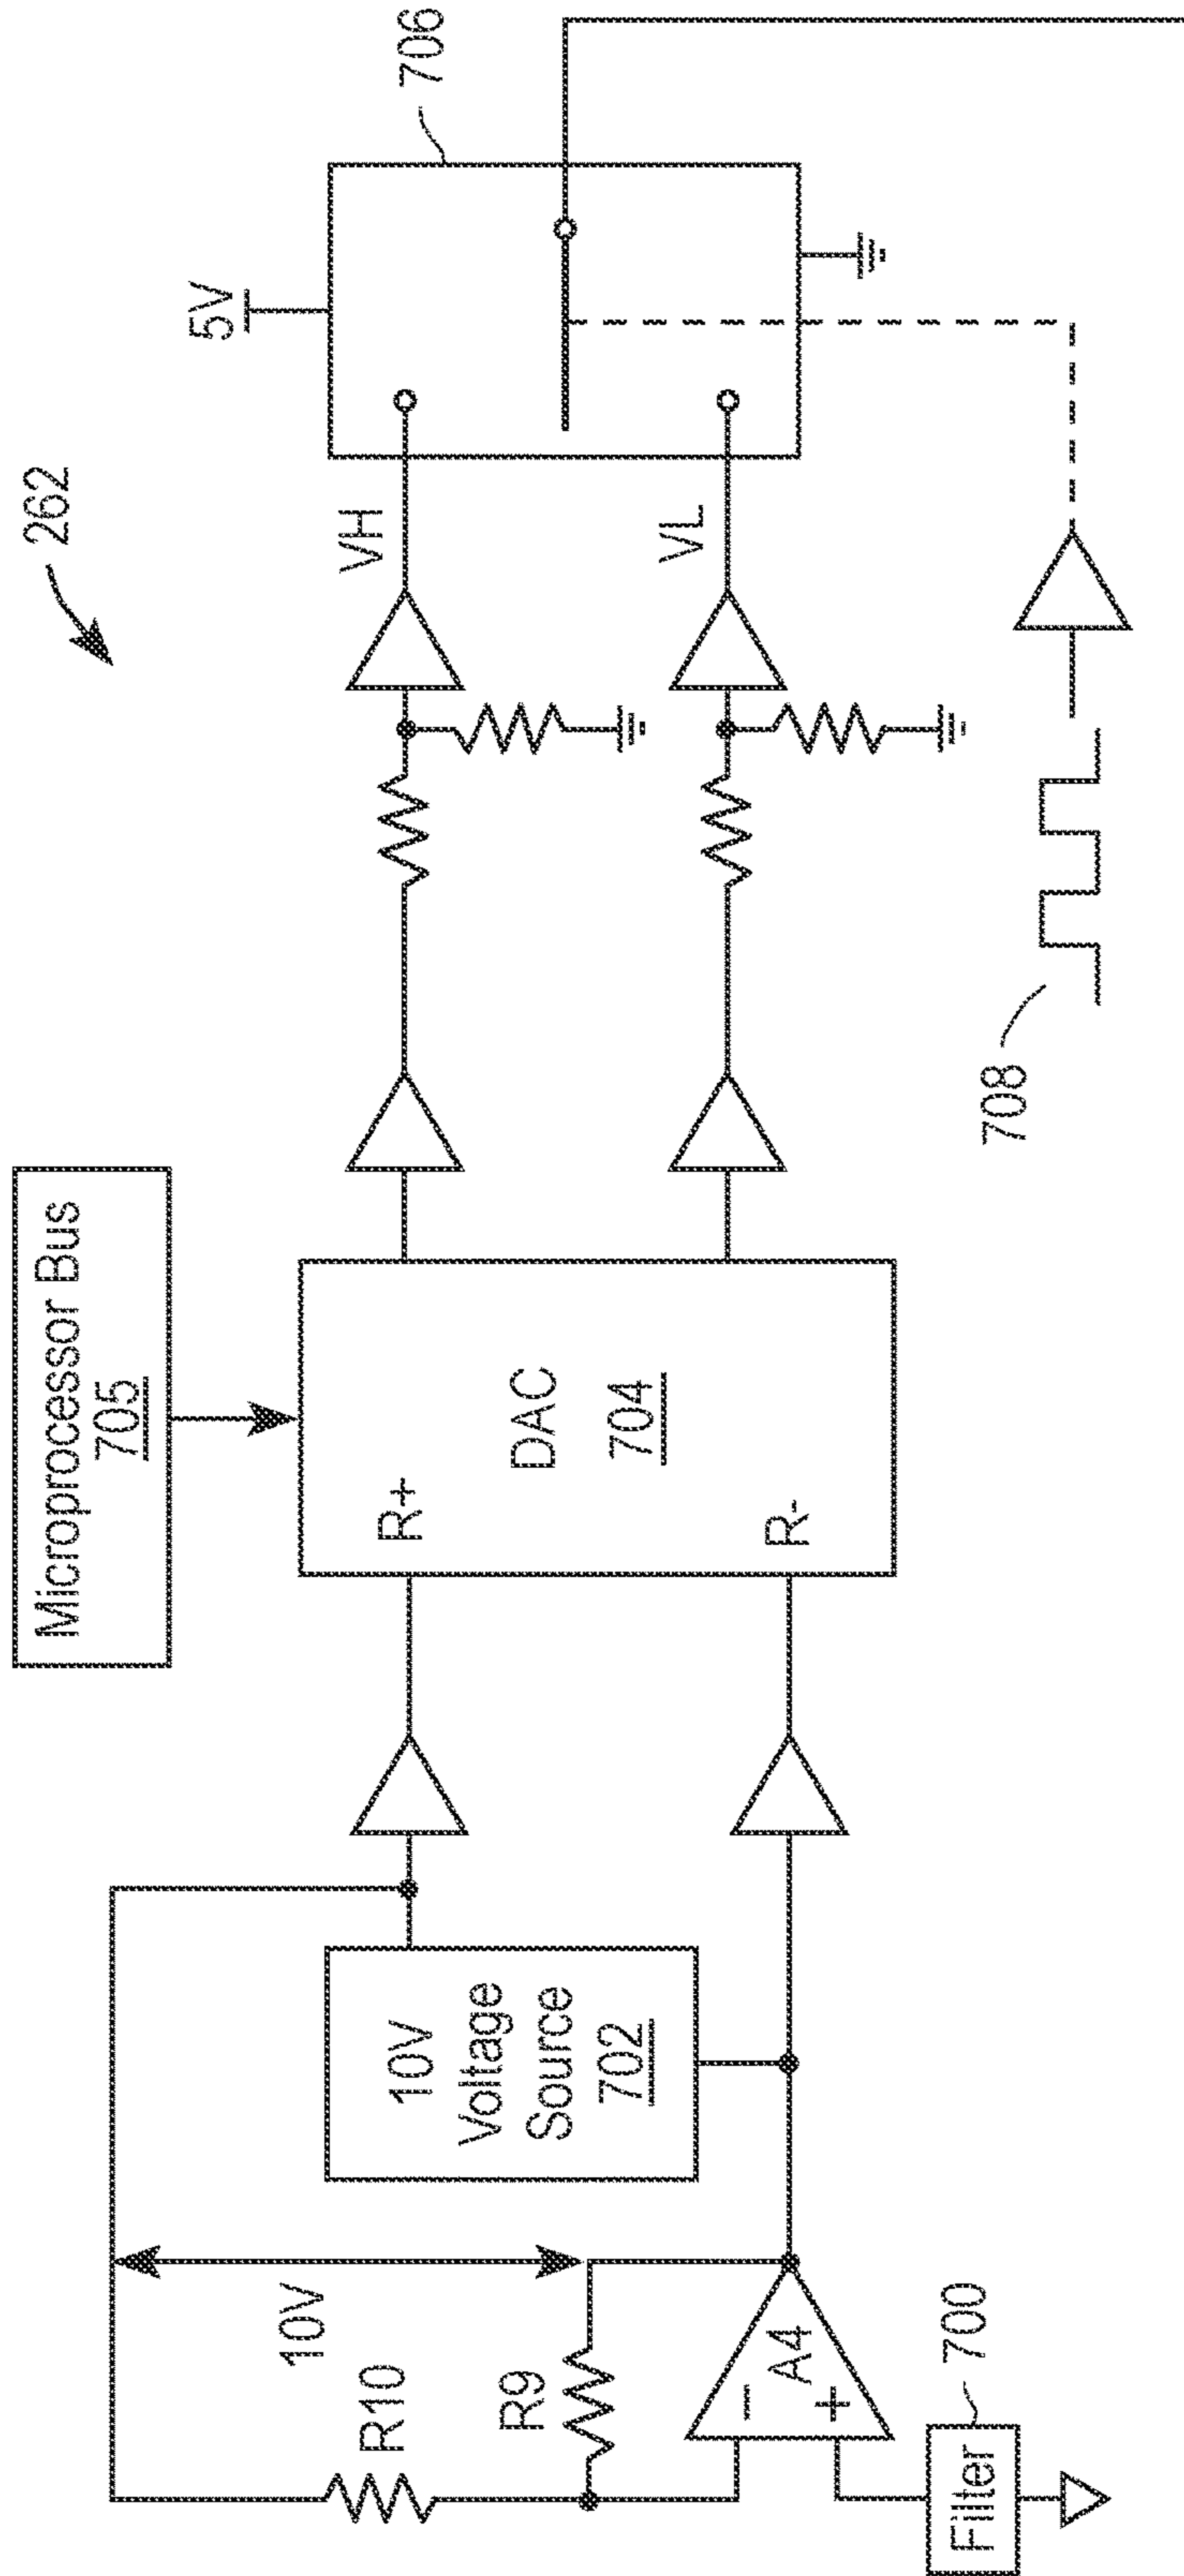 262
Microprocessor Bus
705
10V
R10
R9
A4
−
+
Filter
700
10V
Voltage
Source
702
R+
R-
DAC
704
VH
VL
5V
706
708